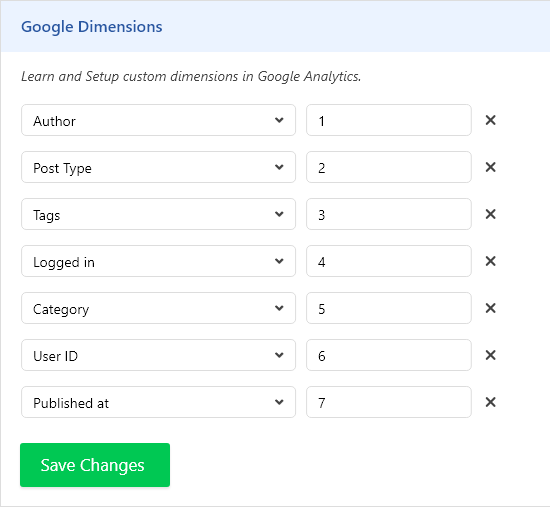 Google Dimensions
Learn and Setup custom dimensions in Google Analytics.
Author 1
Post Type 2
Tags 3
Logged in 4
Category 5
User ID 6
Published at 7
Save Changes